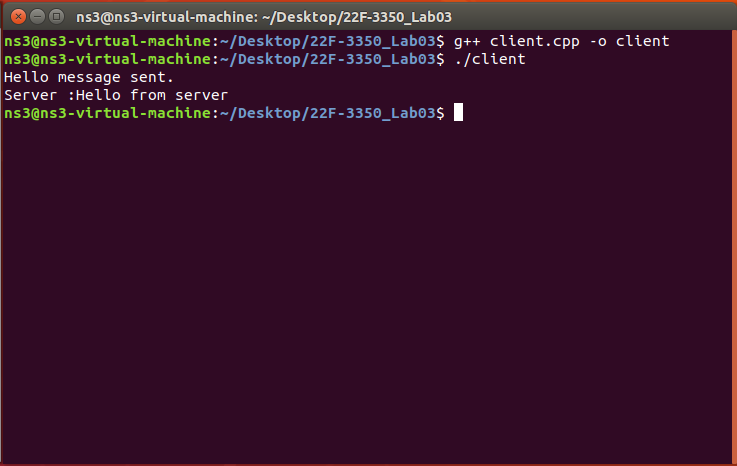 ns3@ns3-virtual-machine: ~/Desktop/22F-3350_Lab03
ns3@ns3-virtual-machine:~/Desktop/22F-3350_Lab03$ g++ client.cpp -o client
ns3@ns3-virtual-machine:~/Desktop/22F-3350_Lab03$ ./client
Hello message sent.
Server :Hello from server
ns3@ns3-virtual-machine:~/Desktop/22F-3350_Lab03$